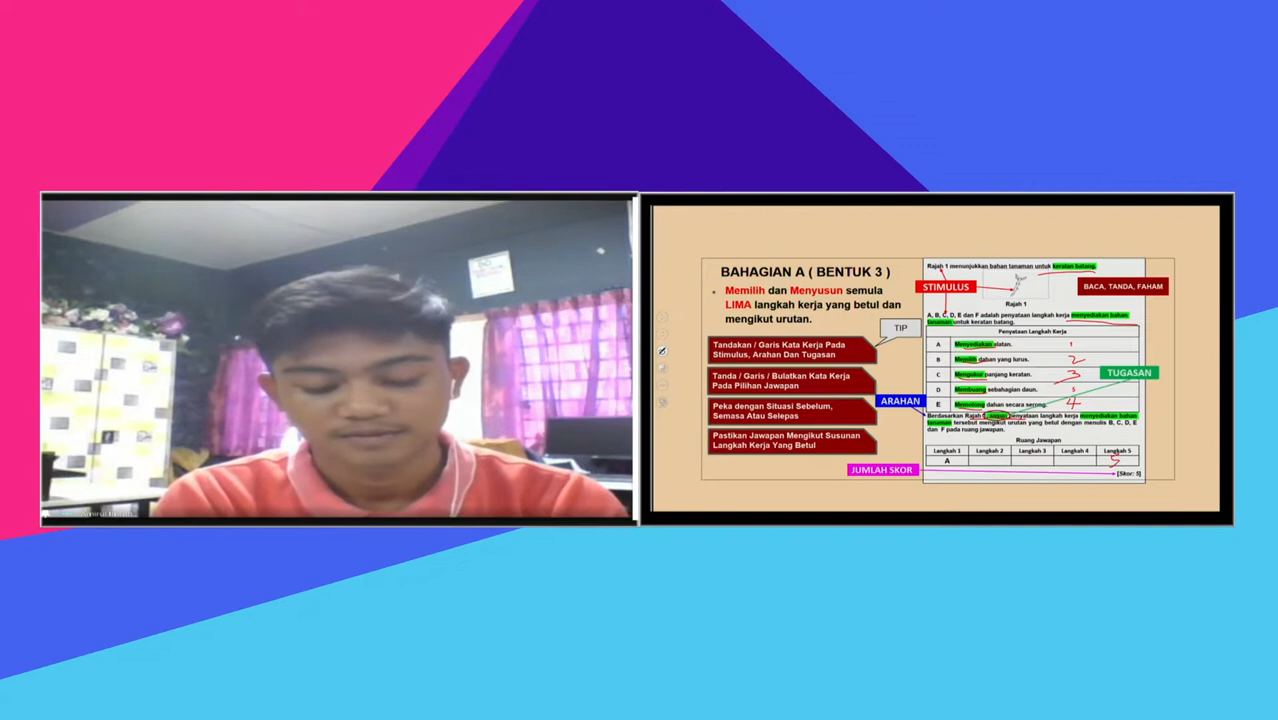 BAHAGIAN A ( BENTUK 3 )
• Memilih dan Menyusun semula
LIMA langkah kerja yang betul dan
mengikut urutan.
TIP
Tandakan / Garis Kata Kerja Pada
Stimulus, Arahan Dan Tugasan
Tanda / Garis / Bulatkan Kata Kerja
Pada Pilihan Jawapan
Peka dengan Situasi Sebelum,
Semasa Atau Selepas
Pastikan Jawapan Mengikut Susunan
Langkah Kerja Yang Betul
ARAHAN
JUMLAH SKOR
Rajah 1 menunjukkan bahan tanaman untuk keratan batang.
STIMULUS
BACA, TANDA, FAHAM
Rajah 1
A, B, C, D, E dan F adalah penyataan langkah kerja menyediakan bahan
tanaman untuk keratan batang.
Penyataan Langkah Kerja
A Menyediakan alatan. 1
B Memilih dahan yang lurus. 2
C Mengukur panjang keratan. 3
TUGASAN
D Membuang sebahagian daun. 5
E Memotong dahan secara serong. 4
Berdasarkan Rajah 1, susun penyataan langkah kerja menyediakan bahan
tanaman tersebut mengikut urutan yang betul dengan menulis B, C, D, E
dan F pada ruang jawapan.
Ruang Jawapan
Langkah 1 Langkah 2 Langkah 3 Langkah 4 Langkah 5
A 5
[Skor: 5]